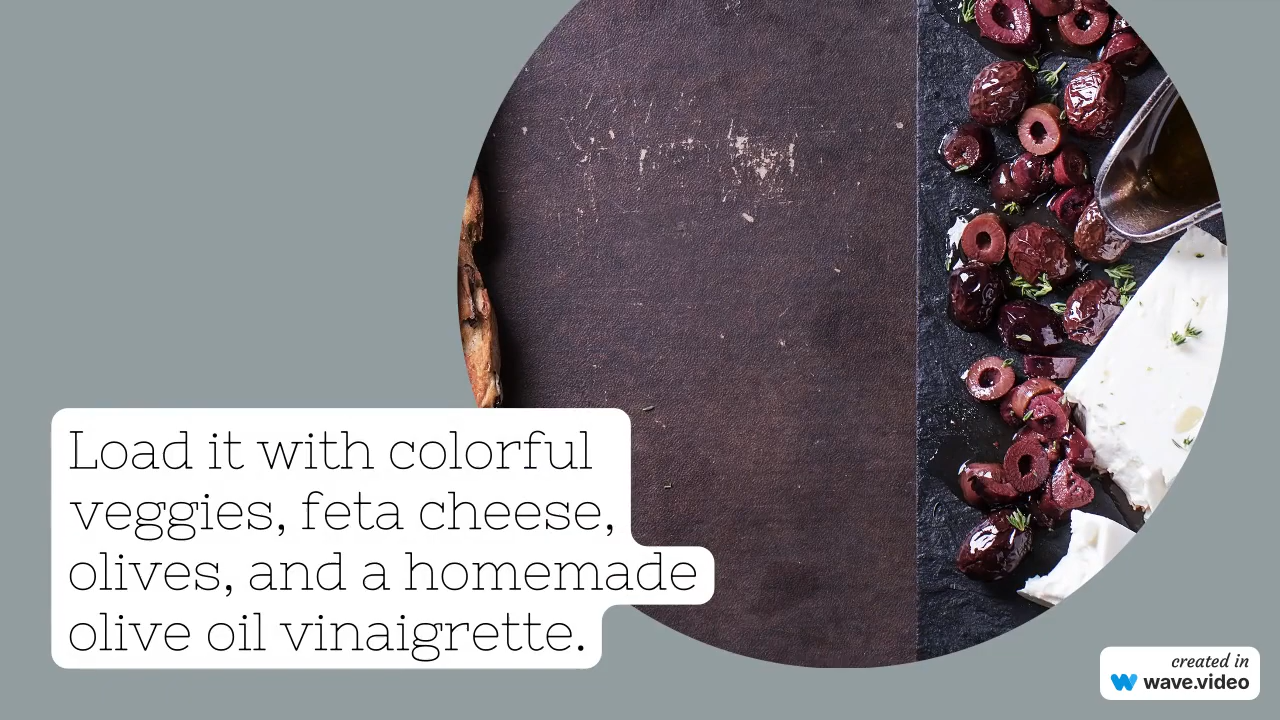 Load it with colorful
veggies, feta cheese,
olives, and a homemade
olive oil vinaigrette.
created in
wave.video